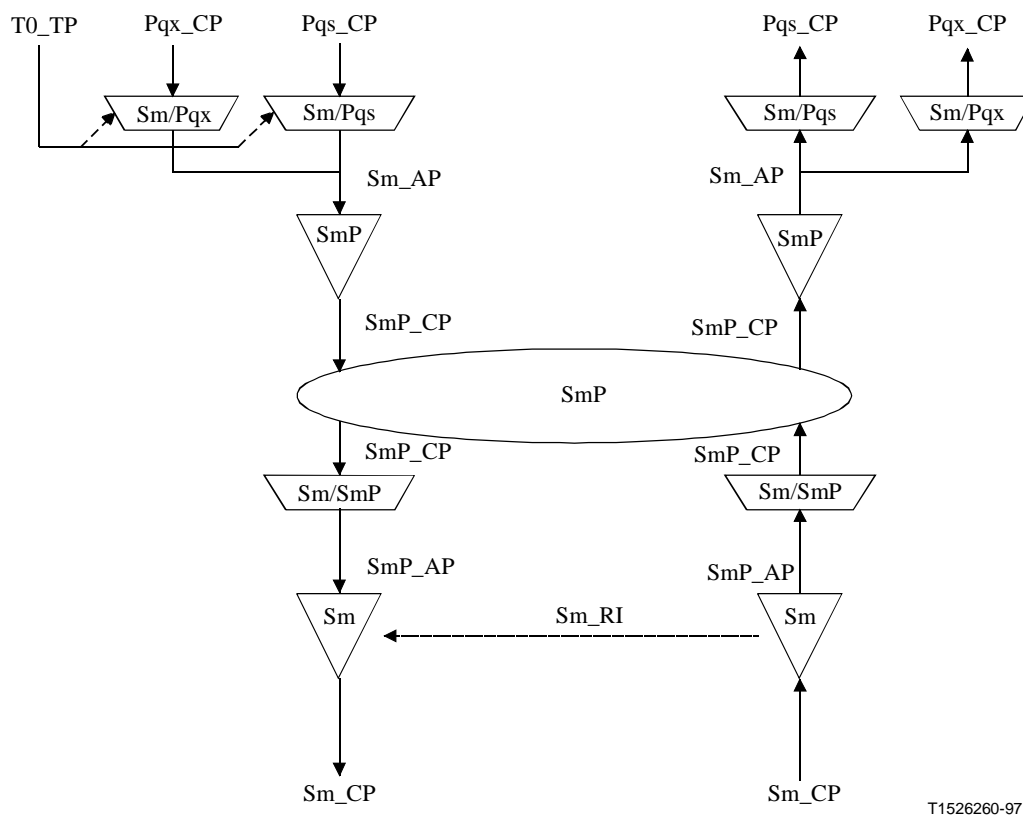 T0_TP Pqx_CP Pqs_CP Pqs_CP Pqx_CP
Sm/Pqx Sm/Pqs Sm/Pqs Sm/Pqx
Sm_AP Sm_AP
SmP SmP
SmP_CP SmP_CP
SmP
SmP_CP SmP_CP
Sm/SmP Sm/SmP
SmP_AP SmP_AP
Sm Sm_RI Sm
Sm_CP Sm_CP
T1526260-97